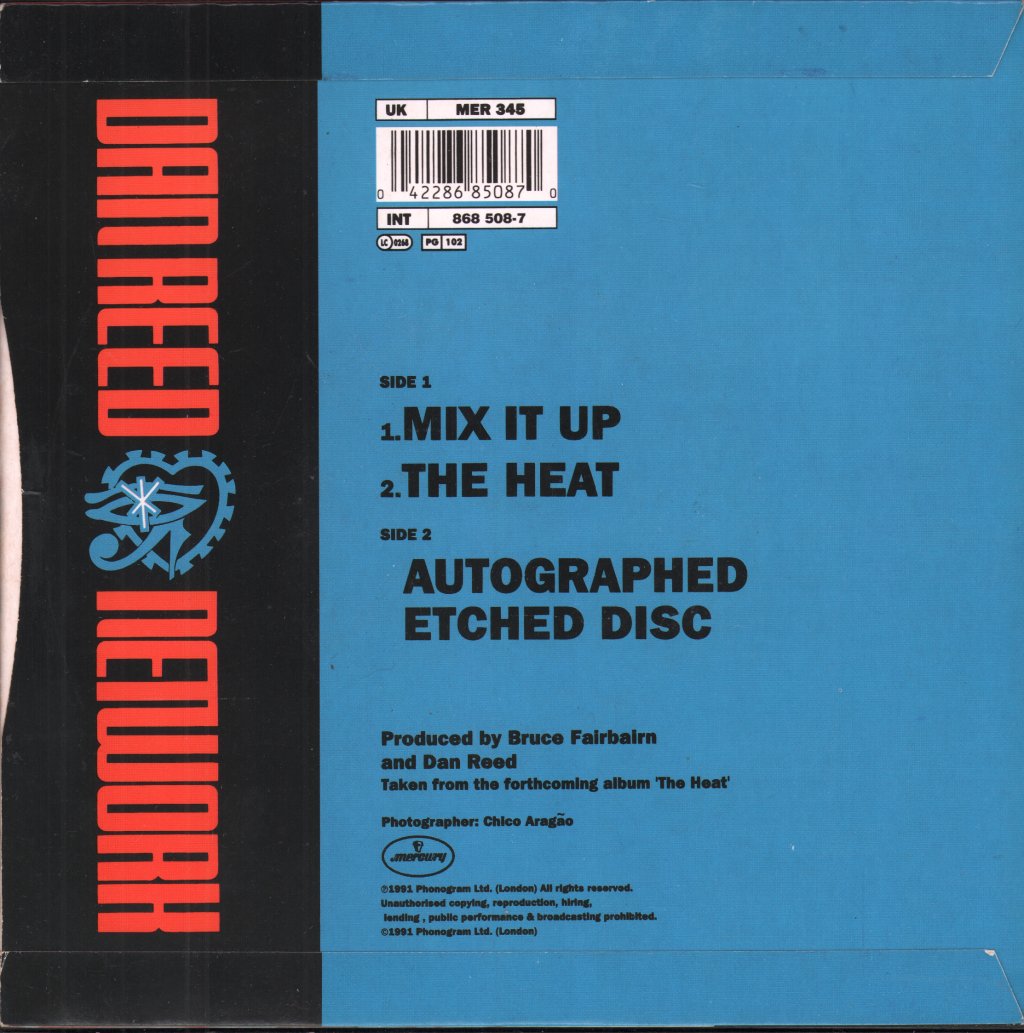 DAN REED NETWORK
UK MER 345
0 42286 85087 0
INT 868 508-7
LC 0268 PG 102
SIDE 1
1.MIX IT UP
2.THE HEAT
SIDE 2
AUTOGRAPHED
ETCHED DISC
Produced by Bruce Fairbairn
and Dan Reed
Taken from the forthcoming album 'The Heat'
Photographer: Chico Aragão
mercury
℗1991 Phonogram Ltd. (London) All rights reserved.
Unauthorised copying, reproduction, hiring,
lending , public performance & broadcasting prohibited.
©1991 Phonogram Ltd. (London)